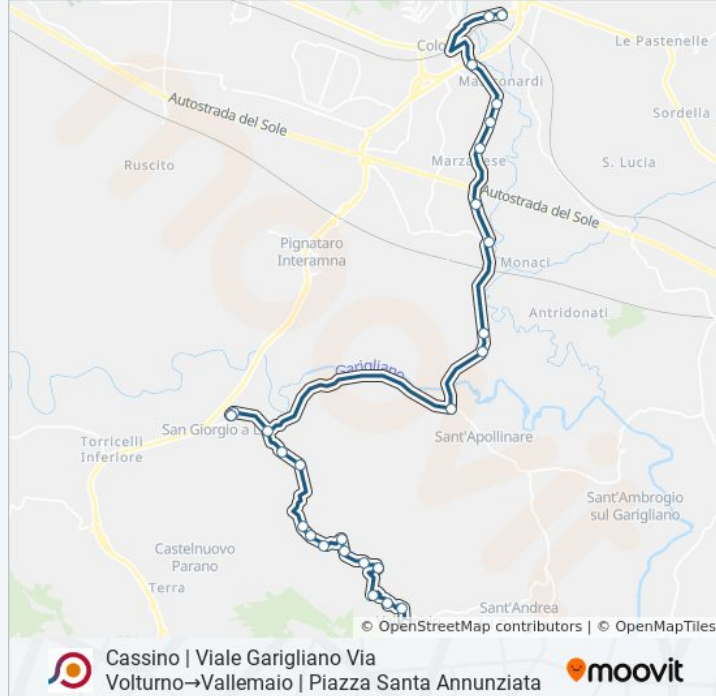 Colo
Le Pastenelle
Autostrada del Sole
Sordella
Ruscito
S. Lucia
Autostrada del Sole
Pignataro
Interamna
Monaci
Antridonati
Garigliano
San Giorgio a L
Sant'Apollinare
Torricelli
Inferiore
Sant'Ambrogio
sul Garigliano
Castelnuovo
Parano
Terra
Sant'Andrea
© OpenStreetMap contributors | © OpenMapTiles
Cassino | Viale Garigliano Via
Volturno→Vallemaio | Piazza Santa Annunziata
moovit